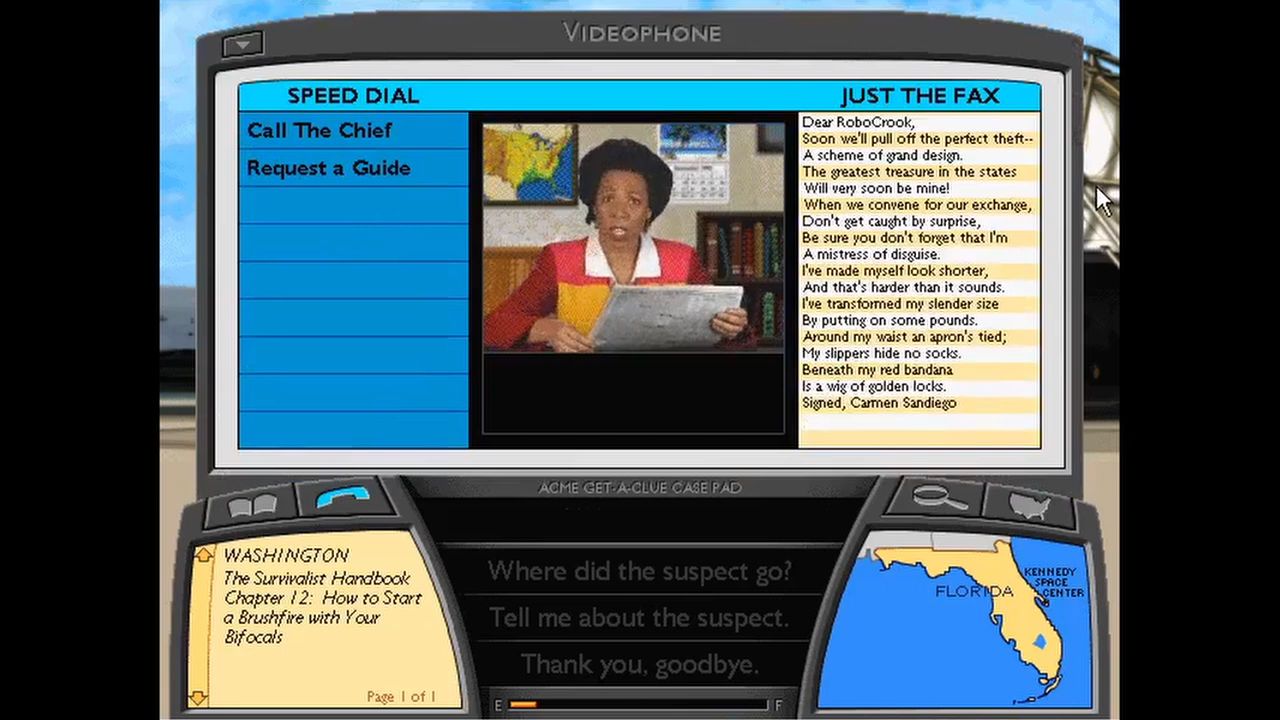 VIDEOPHONE
SPEED DIAL
Call The Chief
Request a Guide
JUST THE FAX
Dear RoboCrook,
Soon we'll pull off the perfect theft--
A scheme of grand design.
The greatest treasure in the states
Will very soon be mine!
When we convene for our exchange,
Don't get caught by surprise,
Be sure you don't forget that I'm
A mistress of disguise.
I've made myself look shorter,
And that's harder than it sounds.
I've transformed my slender size
By putting on some pounds.
Around my waist an apron's tied;
My slippers hide no socks.
Beneath my red bandana
Is a wig of golden locks.
Signed, Carmen Sandiego
ACME GET-A-CLUE CASE PAD
WASHINGTON
The Survivalist Handbook
Chapter 12: How to Start
a Brushfire with Your
Bifocals
Page 1 of 1
Where did the suspect go?
Tell me about the suspect.
Thank you, goodbye.
E F
FLORIDA
KENNEDY
SPACE
CENTER